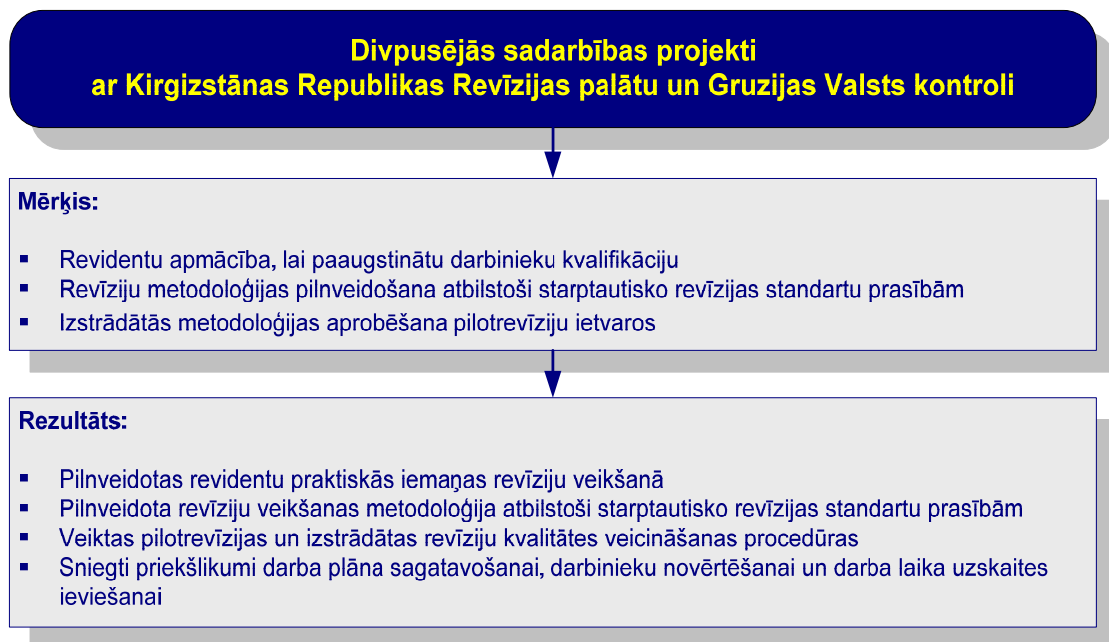 Divpusējās sadarbības projekti
ar Kirgizstānas Republikas Revīzijas palātu un Gruzijas Valsts kontroli
Mērķis:
▪ Revidentu apmācība, lai paaugstinātu darbinieku kvalifikāciju
▪ Revīziju metodoloģijas pilnveidošana atbilstoši starptautisko revīzijas standartu prasībām
▪ Izstrādātās metodoloģijas aprobēšana pilotrevīziju ietvaros
Rezultāts:
▪ Pilnveidotas revidentu praktiskās iemaņas revīziju veikšanā
▪ Pilnveidota revīziju veikšanas metodoloģija atbilstoši starptautisko revīzijas standartu prasībām
▪ Veiktas pilotrevīzijas un izstrādātas revīziju kvalitātes veicināšanas procedūras
▪ Sniegti priekšlikumi darba plāna sagatavošanai, darbinieku novērtēšanai un darba laika uzskaites
ieviešanai